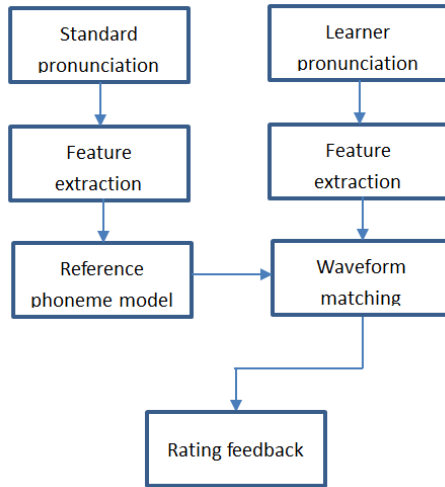 Standard
pronunciation
Learner
pronunciation
Feature
extraction
Feature
extraction
Reference
phoneme model
Waveform
matching
Rating feedback